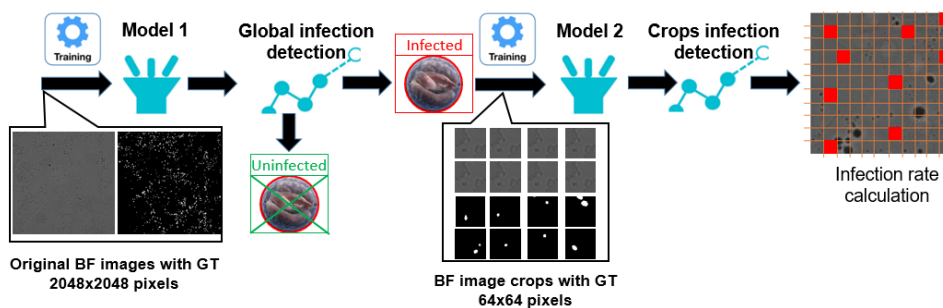 Training
Model 1
Global infection
detection
Infected
Training
Model 2
Crops infection
detection
Uninfected
Infection rate
calculation
Original BF images with GT
2048x2048 pixels
BF image crops with GT
64x64 pixels